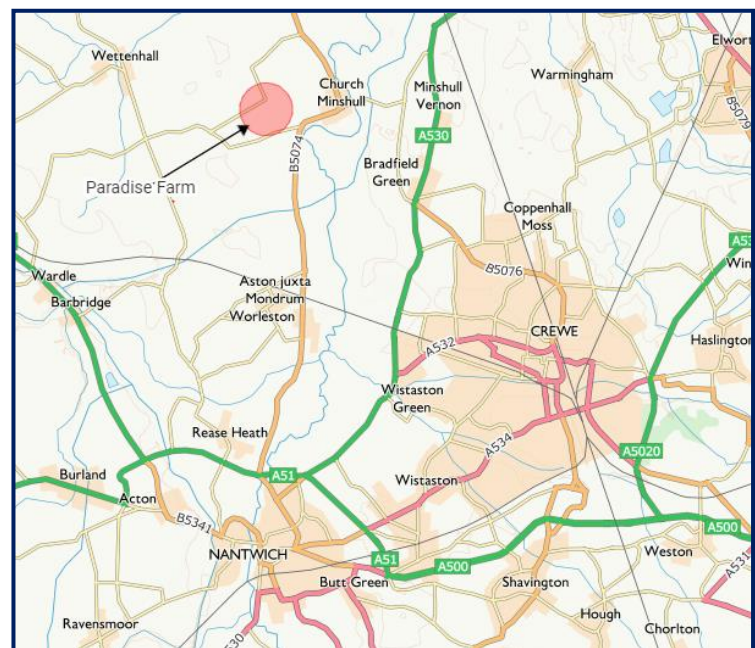 Wettenhall
Church
Minshull
Minshull
Vernon
Warmingham
B5079
A530
B5074
Bradfield
Green
Paradise Farm
Coppenhall
Moss
B5076
Wardle
Barbridge
Aston juxta
Mondrum
Worleston
CREWE
Haslington
A532
Wistaston
Green
Rease Heath
A534
A5020
Burland
A51
Wistaston
Acton
B5341
A500
NANTWICH
A51
A500
Weston
Butt Green
Shavington
A531
Hough
Ravensmoor
Chorlton